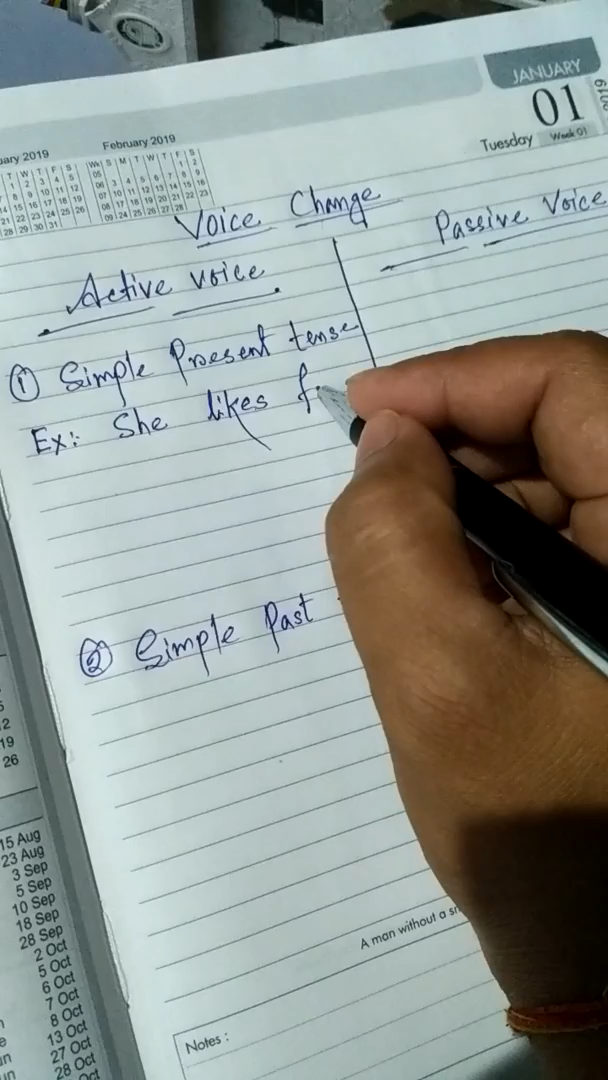 JANUARY
01
2019
Tuesday Week 01
February 2019
Voice Change
Active voice
Passive Voice
① Simple Present tense
Ex:- She likes f
② Simple Past
15 Aug
23 Aug
3 Sep
5 Sep
10 Sep
18 Sep
28 Sep
2 Oct
5 Oct
6 Oct
7 Oct
8 Oct
13 Oct
27 Oct
28 Oct
12
19
26
A man without a
Notes :